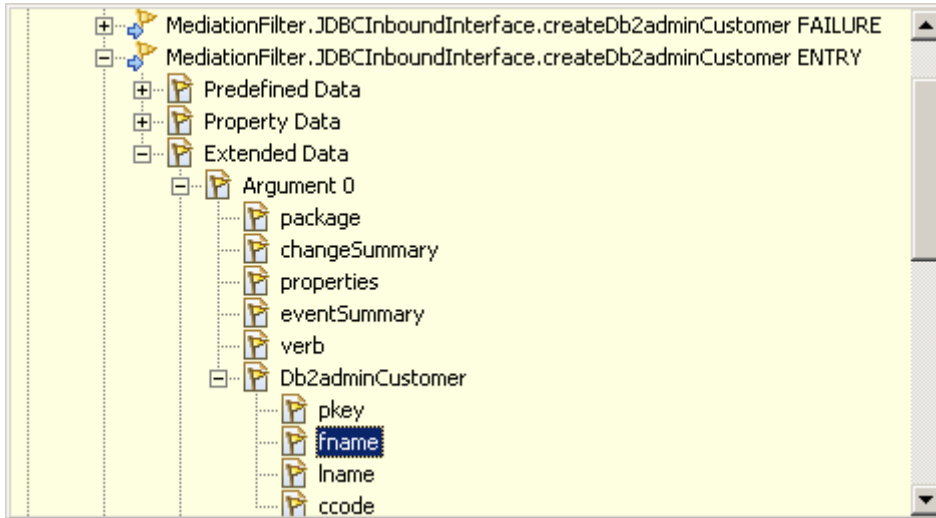 MediationFilter.JDBCInboundInterface.createDb2adminCustomer FAILURE
MediationFilter.JDBCInboundInterface.createDb2adminCustomer ENTRY
Predefined Data
Property Data
Extended Data
Argument 0
package
changeSummary
properties
eventSummary
verb
Db2adminCustomer
pkey
fname
lname
ccode